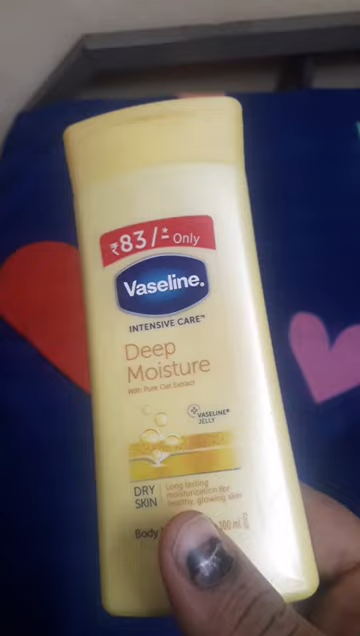 ₹83/-* Only
Vaseline.
INTENSIVE CARE™
Deep
Moisture
With Pure Oat Extract
VASELINE®
JELLY
DRY
SKIN
Long lasting
moisturization for
healthy, glowing skin
Body
100 ml